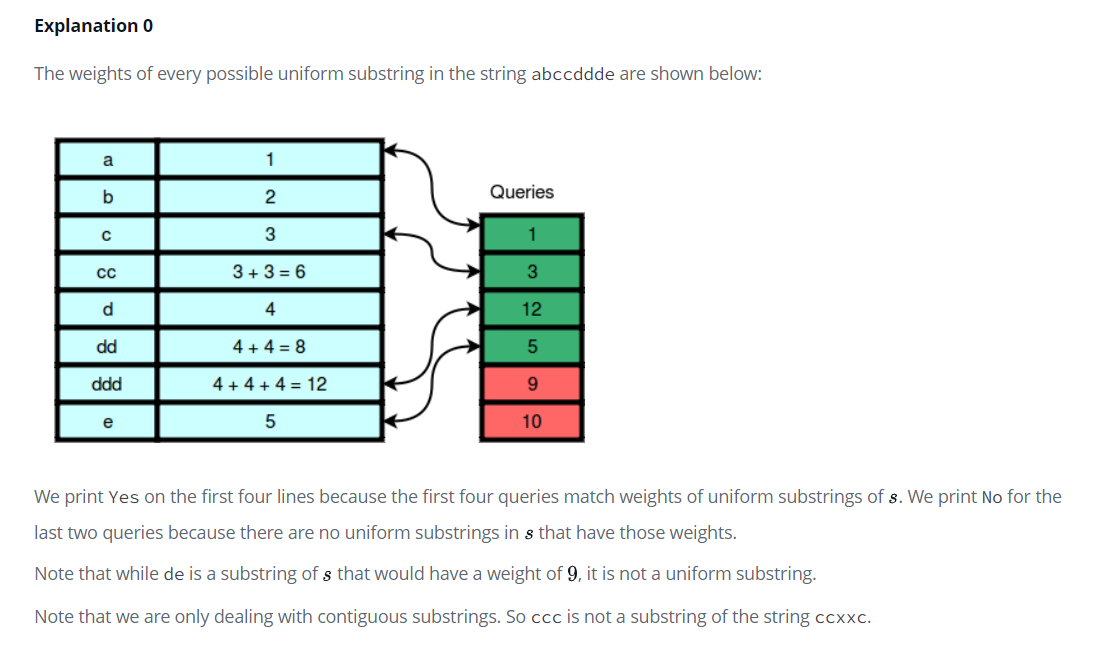 Explanation 0
The weights of every possible uniform substring in the string abccddde are shown below:
a 1
b 2
c 3
cc 3 + 3 = 6
d 4
dd 4 + 4 = 8
ddd 4 + 4 + 4 = 12
e 5
Queries
1
3
12
5
9
10
We print Yes on the first four lines because the first four queries match weights of uniform substrings of s. We print No for the
last two queries because there are no uniform substrings in s that have those weights.
Note that while de is a substring of s that would have a weight of 9, it is not a uniform substring.
Note that we are only dealing with contiguous substrings. So ccc is not a substring of the string ccxxc.